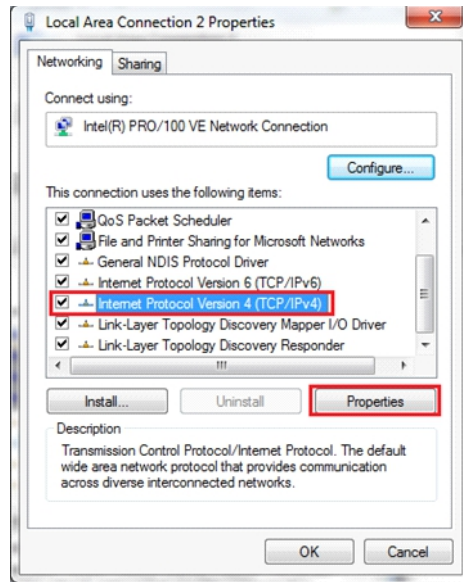 Local Area Connection 2 Properties
Networking Sharing
Connect using:
Intel(R) PRO/100 VE Network Connection
Configure...
This connection uses the following items:
QoS Packet Scheduler
File and Printer Sharing for Microsoft Networks
General NDIS Protocol Driver
Internet Protocol Version 6 (TCP/IPv6)
Internet Protocol Version 4 (TCP/IPv4)
Link-Layer Topology Discovery Mapper I/O Driver
Link-Layer Topology Discovery Responder
Install... Uninstall Properties
Description
Transmission Control Protocol/Internet Protocol. The default
wide area network protocol that provides communication
across diverse interconnected networks.
OK Cancel